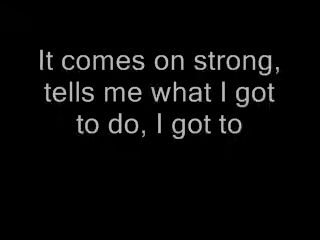 It comes on strong,
tells me what I got
to do, I got to